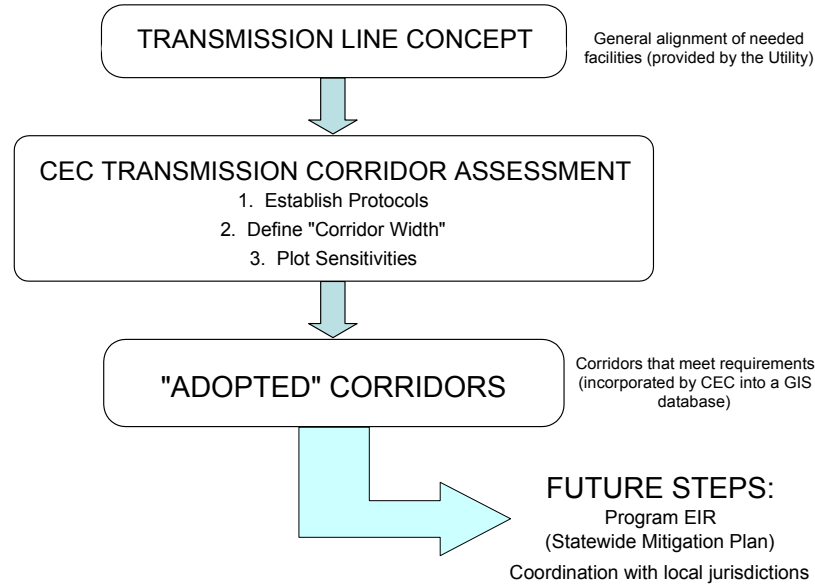 TRANSMISSION LINE CONCEPT
General alignment of needed
facilities (provided by the Utility)
CEC TRANSMISSION CORRIDOR ASSESSMENT
1. Establish Protocols
2. Define "Corridor Width"
3. Plot Sensitivities
"ADOPTED" CORRIDORS
Corridors that meet requirements
(incorporated by CEC into a GIS
database)
FUTURE STEPS:
Program EIR
(Statewide Mitigation Plan)
Coordination with local jurisdictions